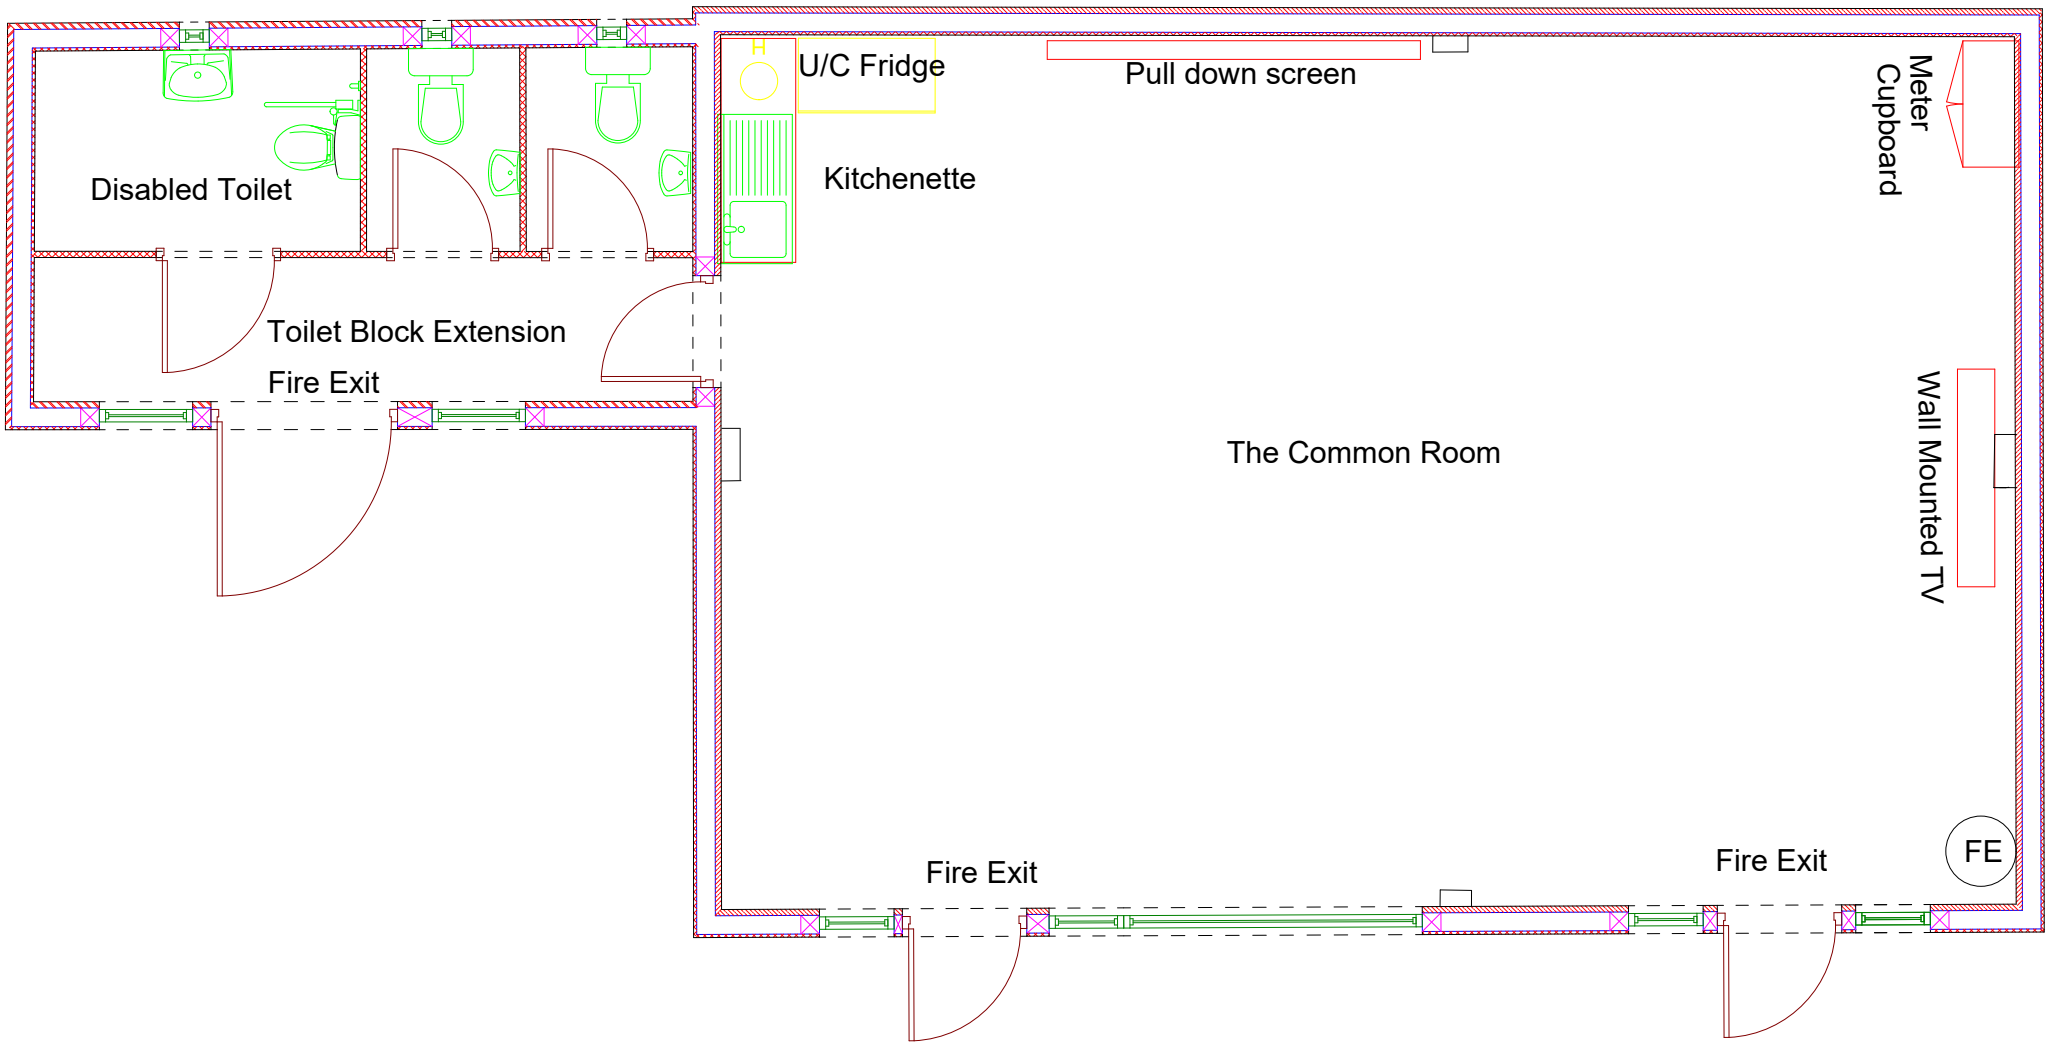 H
U/C Fridge
Pull down screen
Meter
Cupboard
Kitchenette
Disabled Toilet
Toilet Block Extension
Fire Exit
Wall Mounted TV
The Common Room
Fire Exit
Fire Exit
FE